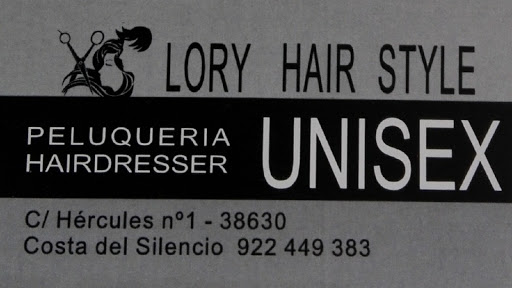 LORY HAIR STYLE
PELUQUERIA
HAIRDRESSER
UNISEX
C/ Hércules nº1 - 38630
Costa del Silencio 922 449 383